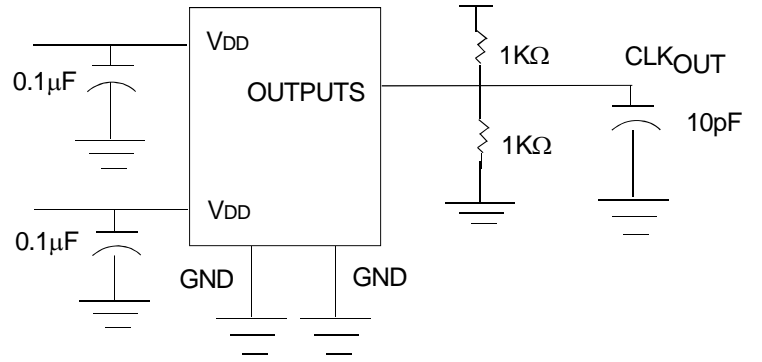 VDD
0.1μF
OUTPUTS
1KΩ
CLKOUT
10pF
1KΩ
VDD
0.1μF
GND
GND